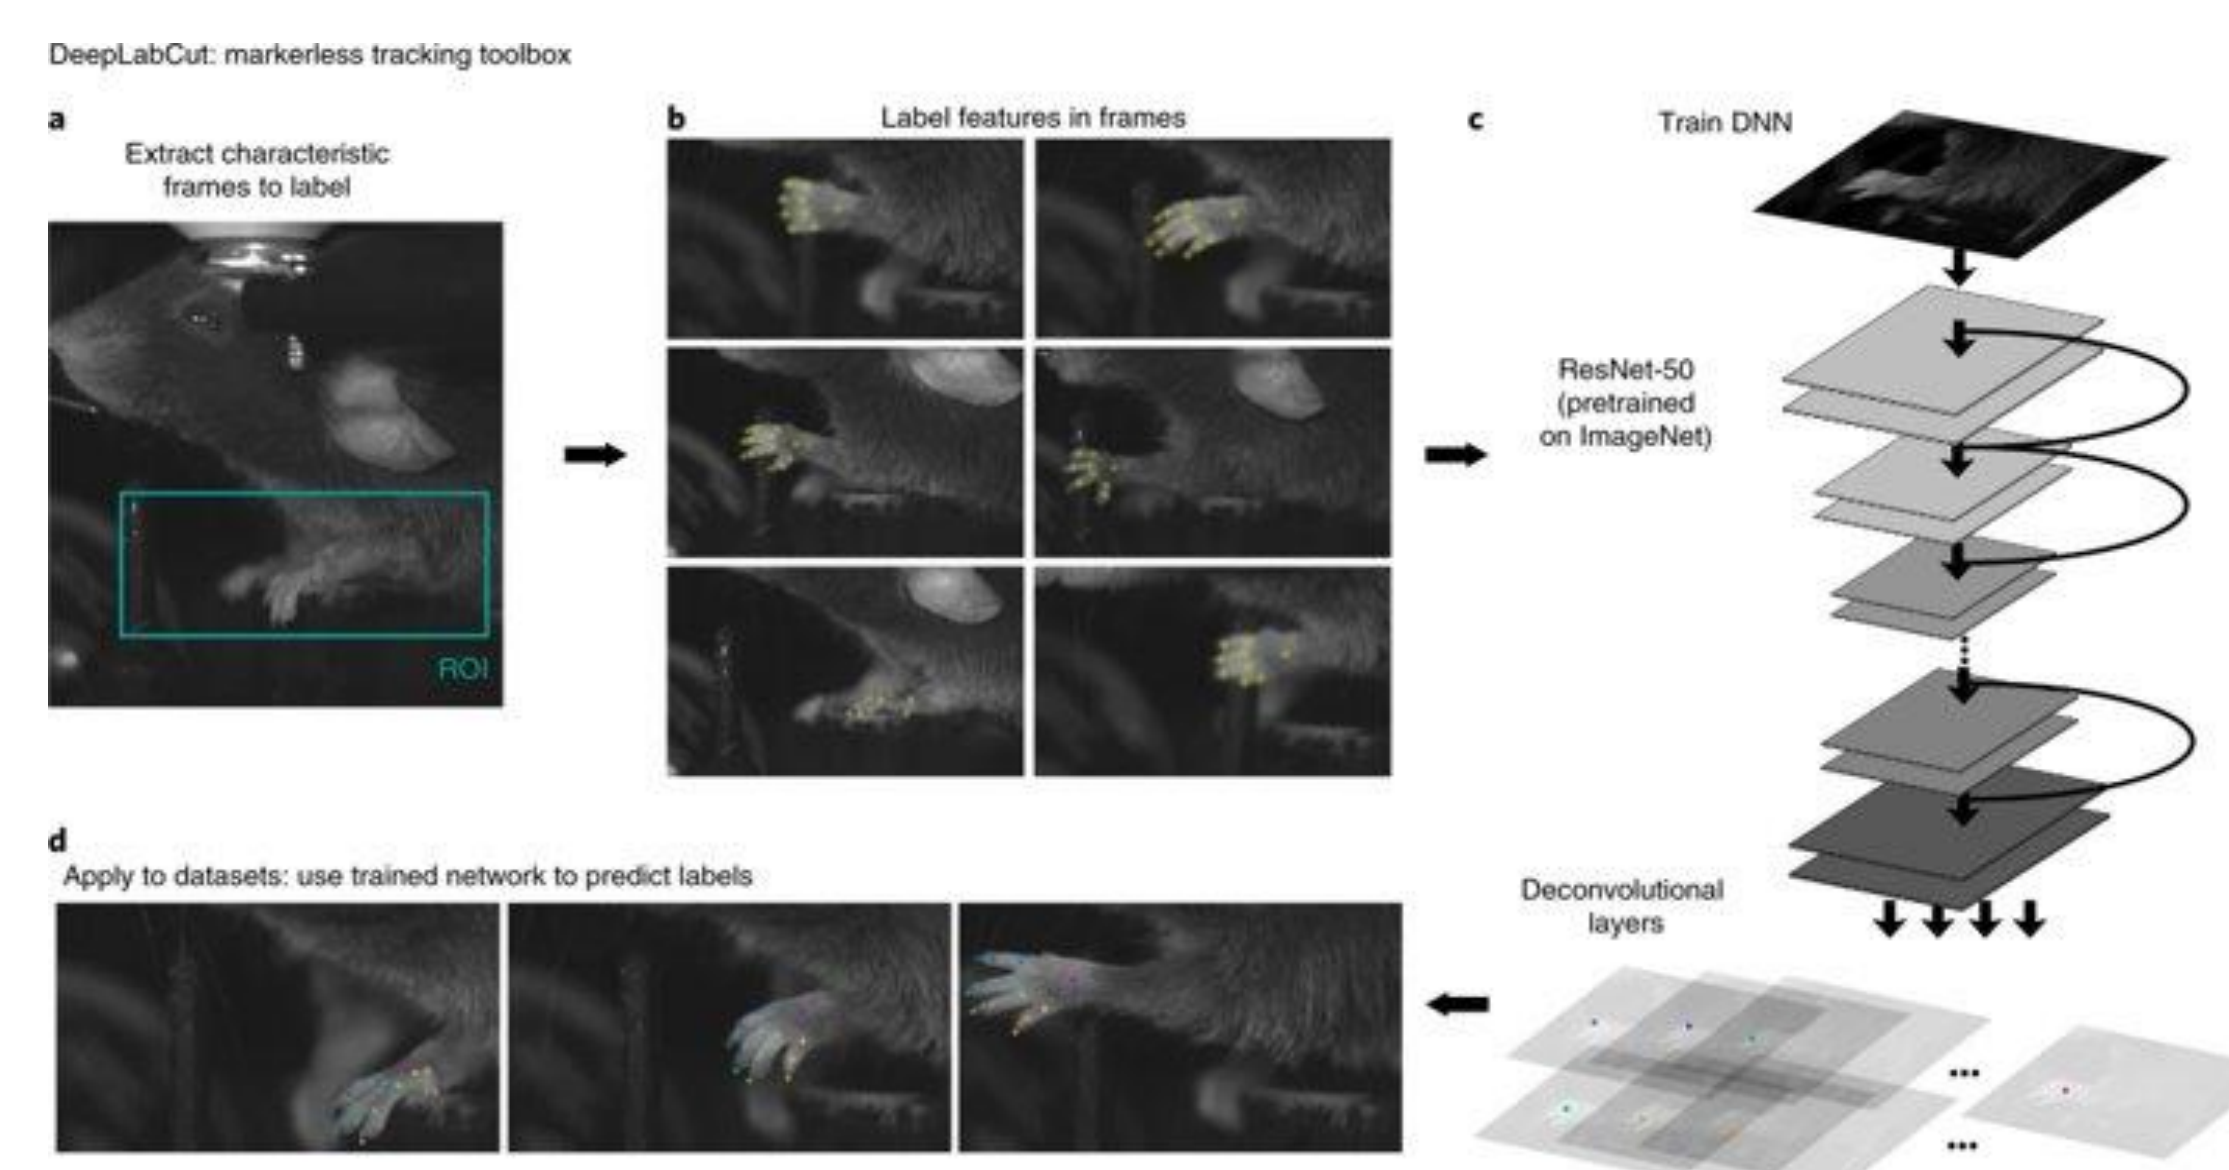 DeepLabCut: markerless tracking toolbox
a
Extract characteristic
frames to label
ROI
b
Label features in frames
c
Train DNN
ResNet-50
(pretrained
on ImageNet)
Deconvolutional
layers
...
...
d
Apply to datasets: use trained network to predict labels